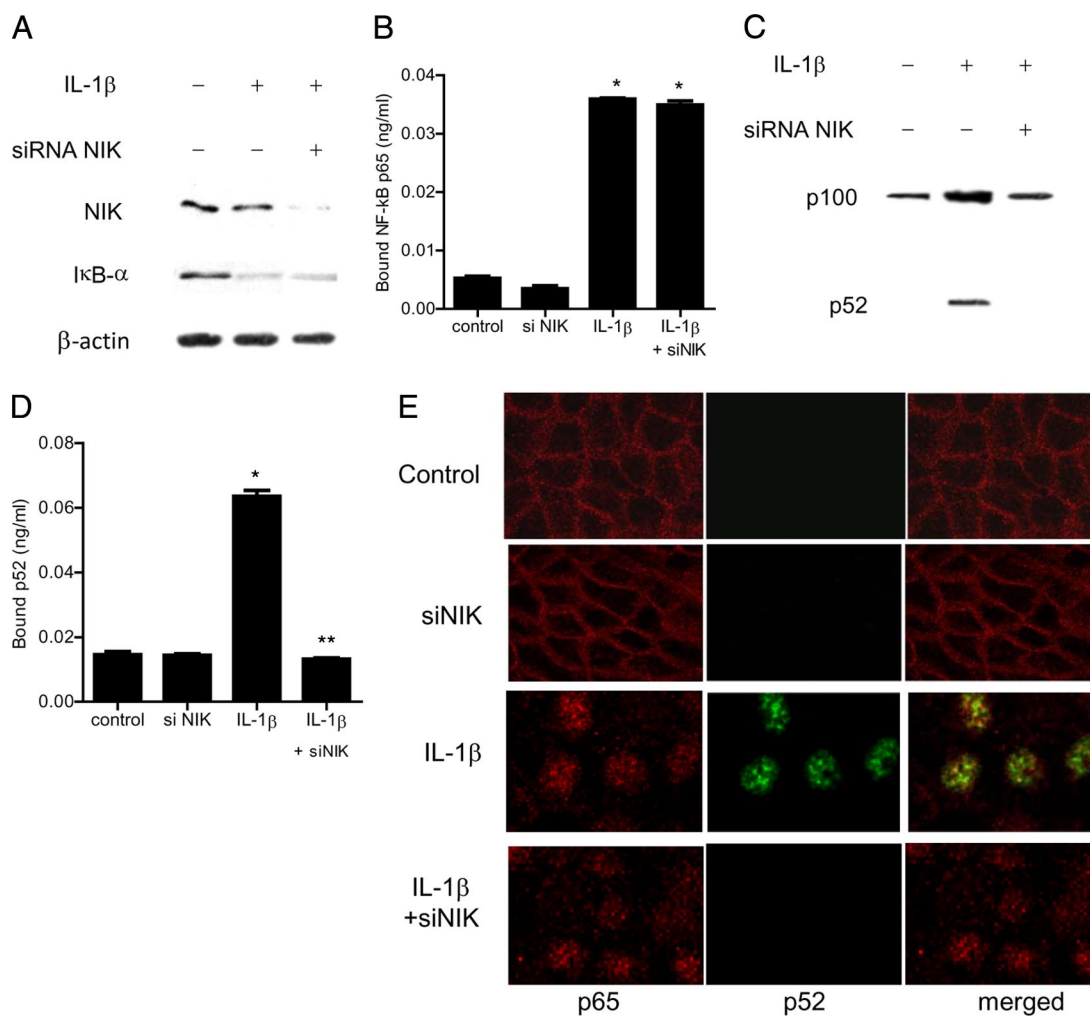 A
IL-1β – + +
siRNA NIK – – +
NIK
IκB-α
β-actin
B
Bound NF-kB p65 (ng/ml)
0.04
0.03
0.02
0.01
0.00
* *
control si NIK IL-1β IL-1β
+ siNIK
C
IL-1β – + +
siRNA NIK – – +
p100
p52
D
Bound p52 (ng/ml)
0.08
0.06
0.04
0.02
0.00
*
**
control si NIK IL-1β IL-1β
+ siNIK
E
Control
siNIK
IL-1β
IL-1β
+siNIK
p65 p52 merged